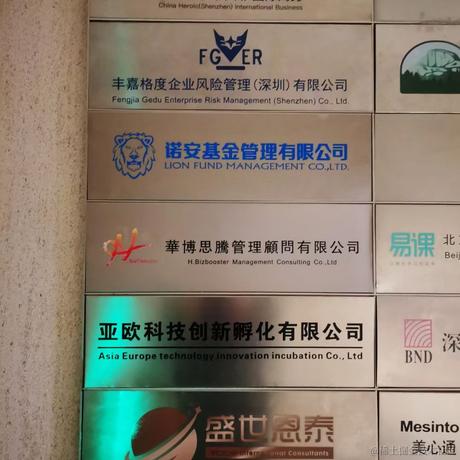 China Heroic(Shenzhen) International Business
FGVER
丰嘉格度企业风险管理(深圳)有限公司
Fengjia Gedu Enterprise Risk Management (Shenzhen) Co., Ltd.
诺安基金管理有限公司
LION FUND MANAGEMENT CO.,LTD.
華博思騰管理顧問有限公司
H.Bizbooster Management Consulting Co.,Ltd
易课
北
Beij
亚欧科技创新孵化有限公司
Asia Europe technology innovation incubation Co., Ltd
BND
深
盛世恩泰
International Consultants
Mesinto
美心通